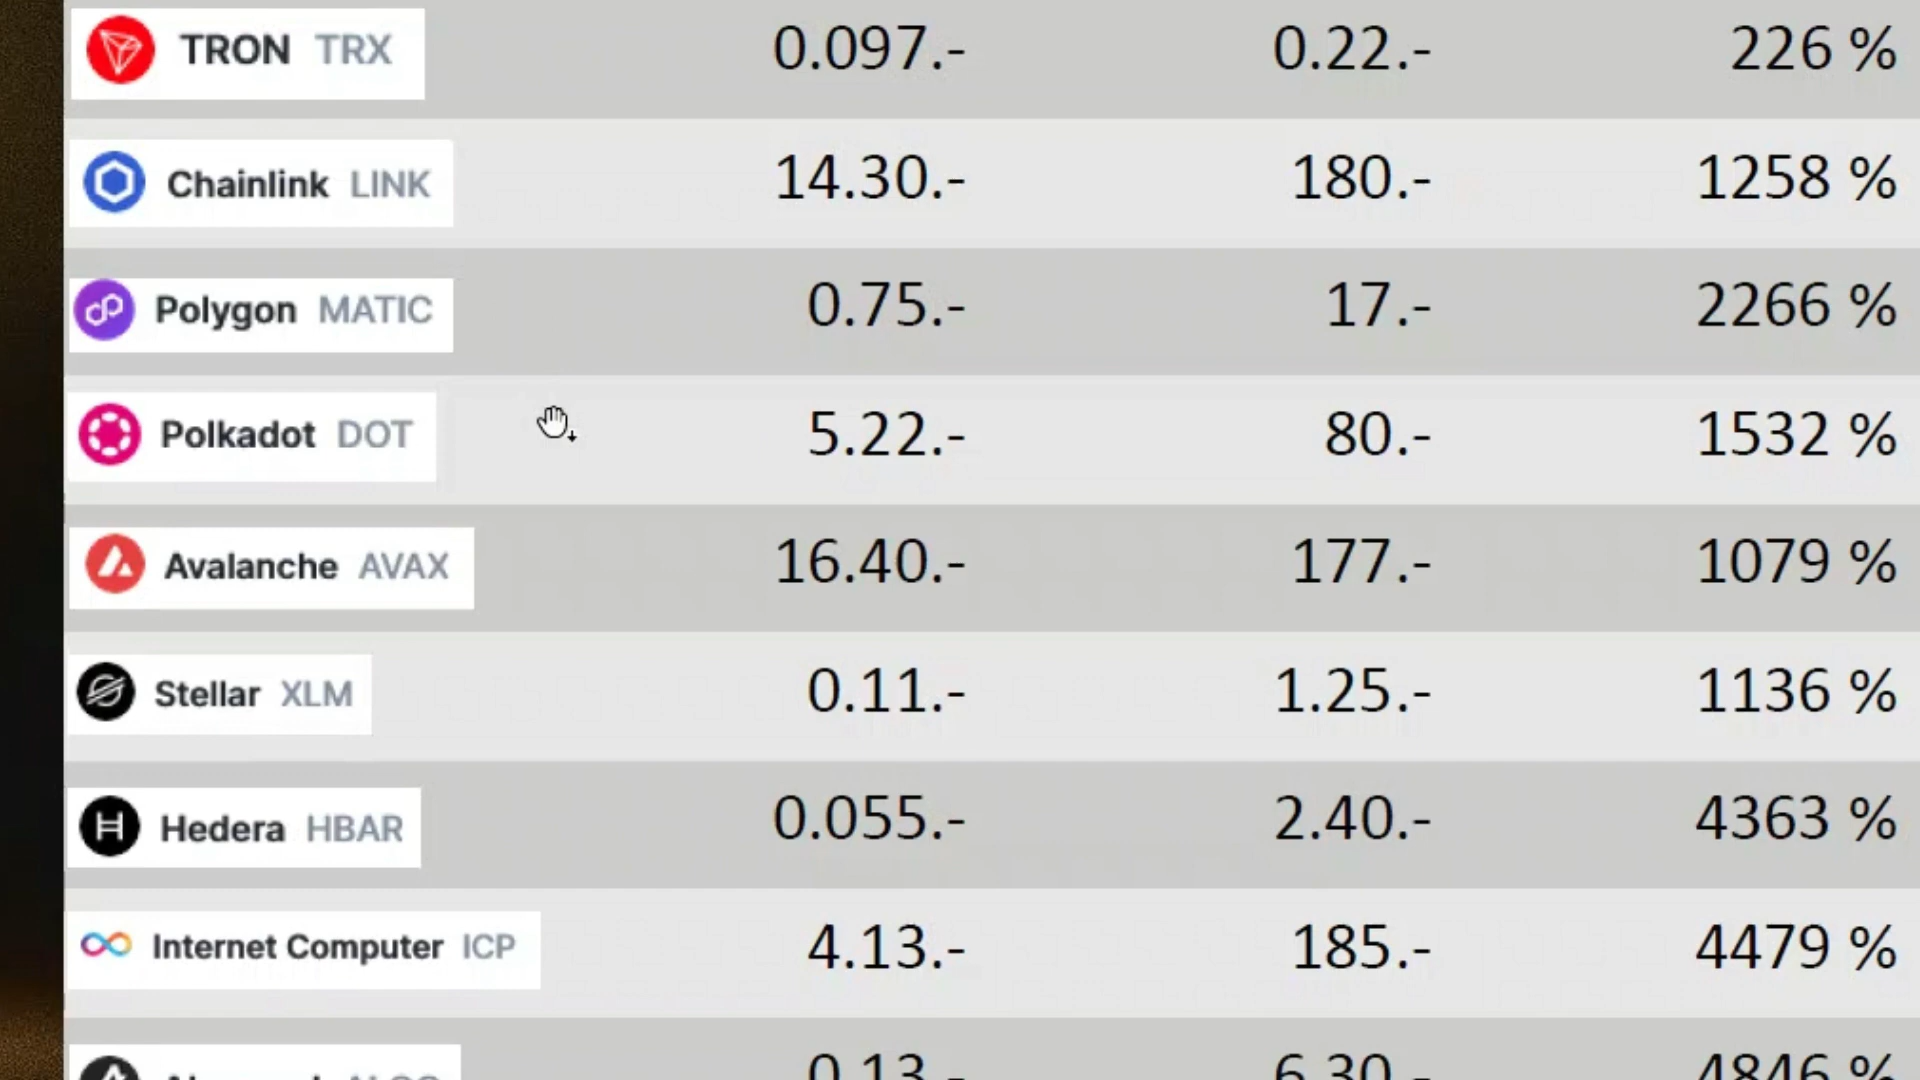 TRON TRX 0.097.- 0.22.- 226 %
Chainlink LINK 14.30.- 180.- 1258 %
Polygon MATIC 0.75.- 17.- 2266 %
Polkadot DOT 5.22.- 80.- 1532 %
Avalanche AVAX 16.40.- 177.- 1079 %
Stellar XLM 0.11.- 1.25.- 1136 %
Hedera HBAR 0.055.- 2.40.- 4363 %
Internet Computer ICP 4.13.- 185.- 4479 %
0.13.- 6.30.- 4846 %